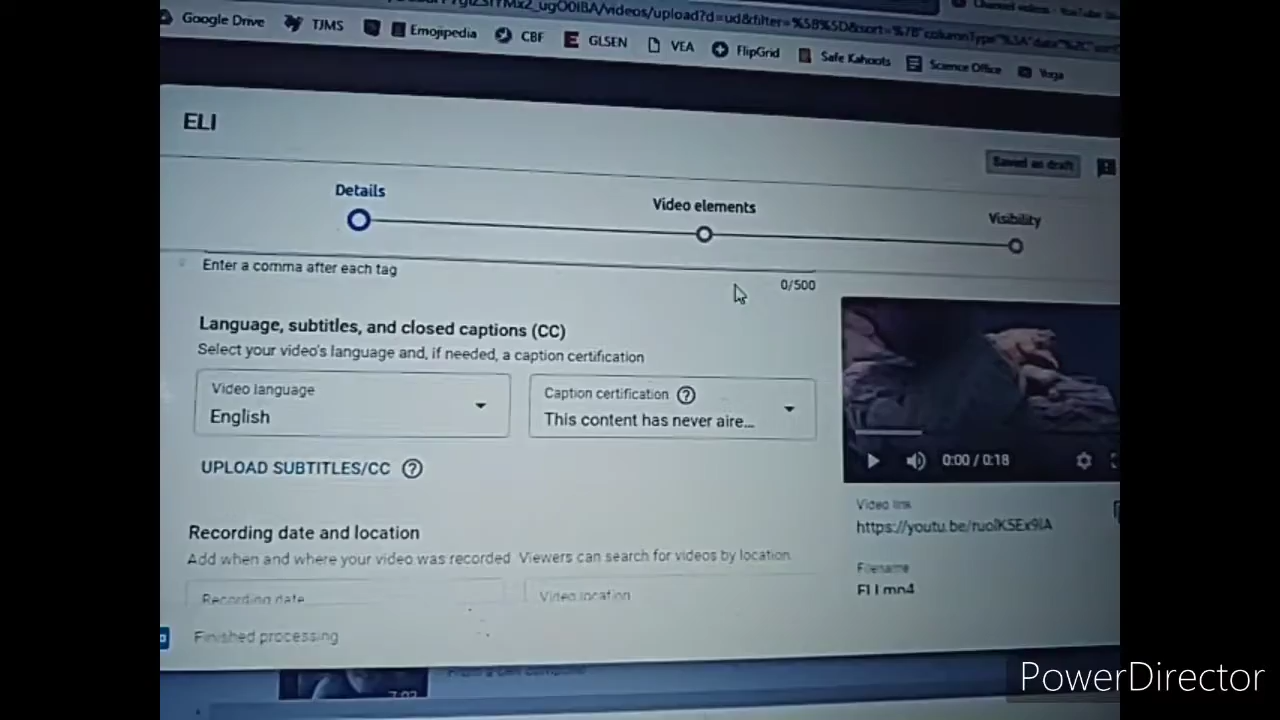 Google Drive TJMS Emojipedia CBF GLSEN VEA FlipGrid Safe Kahoots Science Office Yoga
ELI
Saved as draft
Details
Video elements
Visibility
Enter a comma after each tag
0/500
Language, subtitles, and closed captions (CC)
Select your video's language and, if needed, a caption certification
Video language
English
Caption certification
This content has never aire...
UPLOAD SUBTITLES/CC
0:00 / 0:18
Video link
Recording date and location
Add when and where your video was recorded. Viewers can search for videos by location.
Filename
ELI.mp4
Recording date
Video location
Finished processing
7:02
PowerDirector